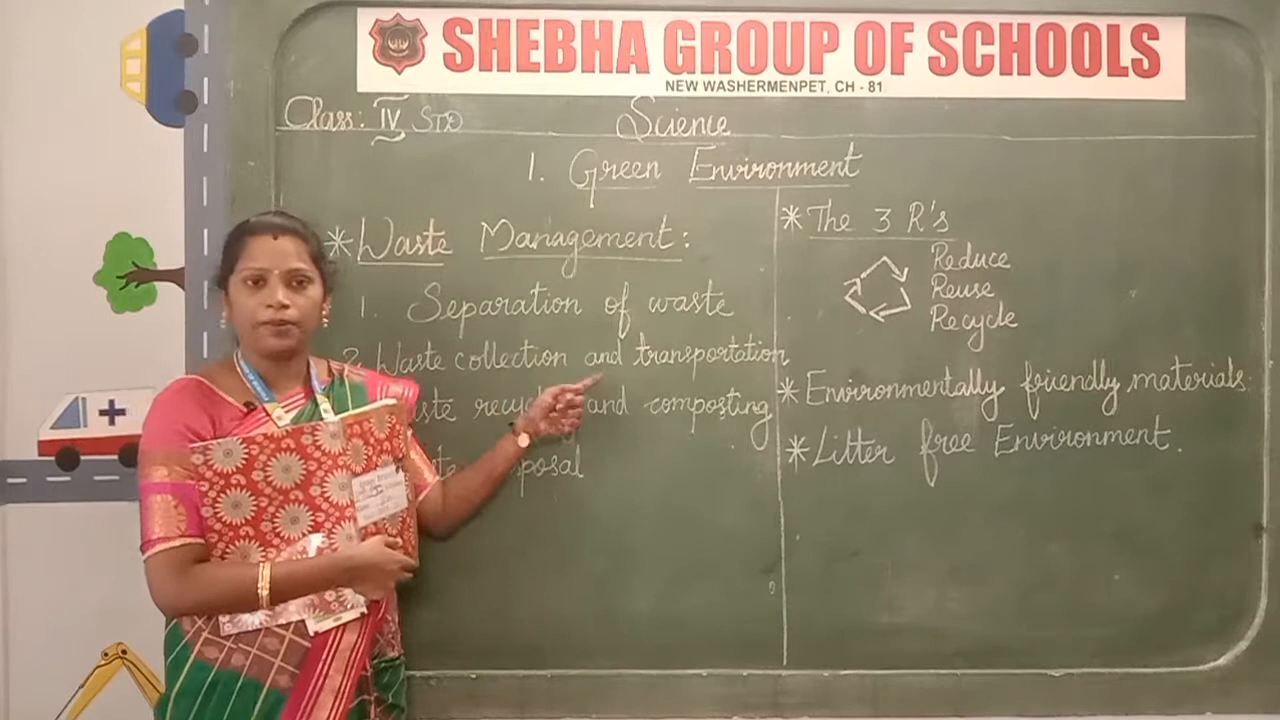 SHEBHA GROUP OF SCHOOLS
NEW WASHERMENPET, CH - 81
Class: IV STD
Science
1. Green Environment
* Waste Management:
1. Separation of waste
2. Waste collection and transportation
and composting
* The 3 R's
Reduce
Reuse
Recycle
* Environmentally friendly materials.
* Litter free Environment.